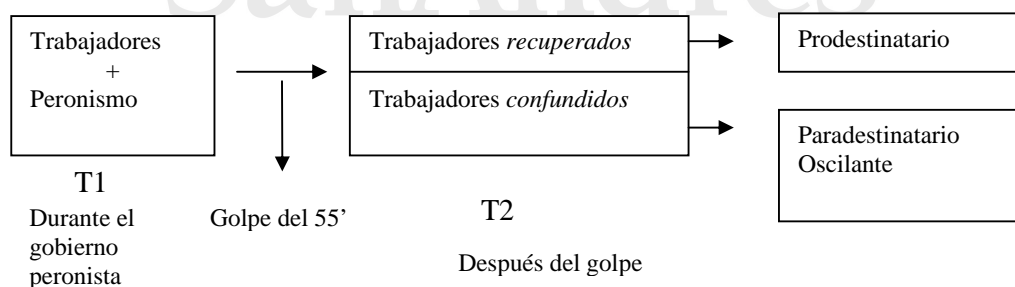 SanAndrés
Trabajadores
+
Peronismo
Trabajadores recuperados
Trabajadores confundidos
Prodestinatario
Paradestinatario
Oscilante
T1
Durante el
gobierno
peronista
Golpe del 55’
T2
Después del golpe